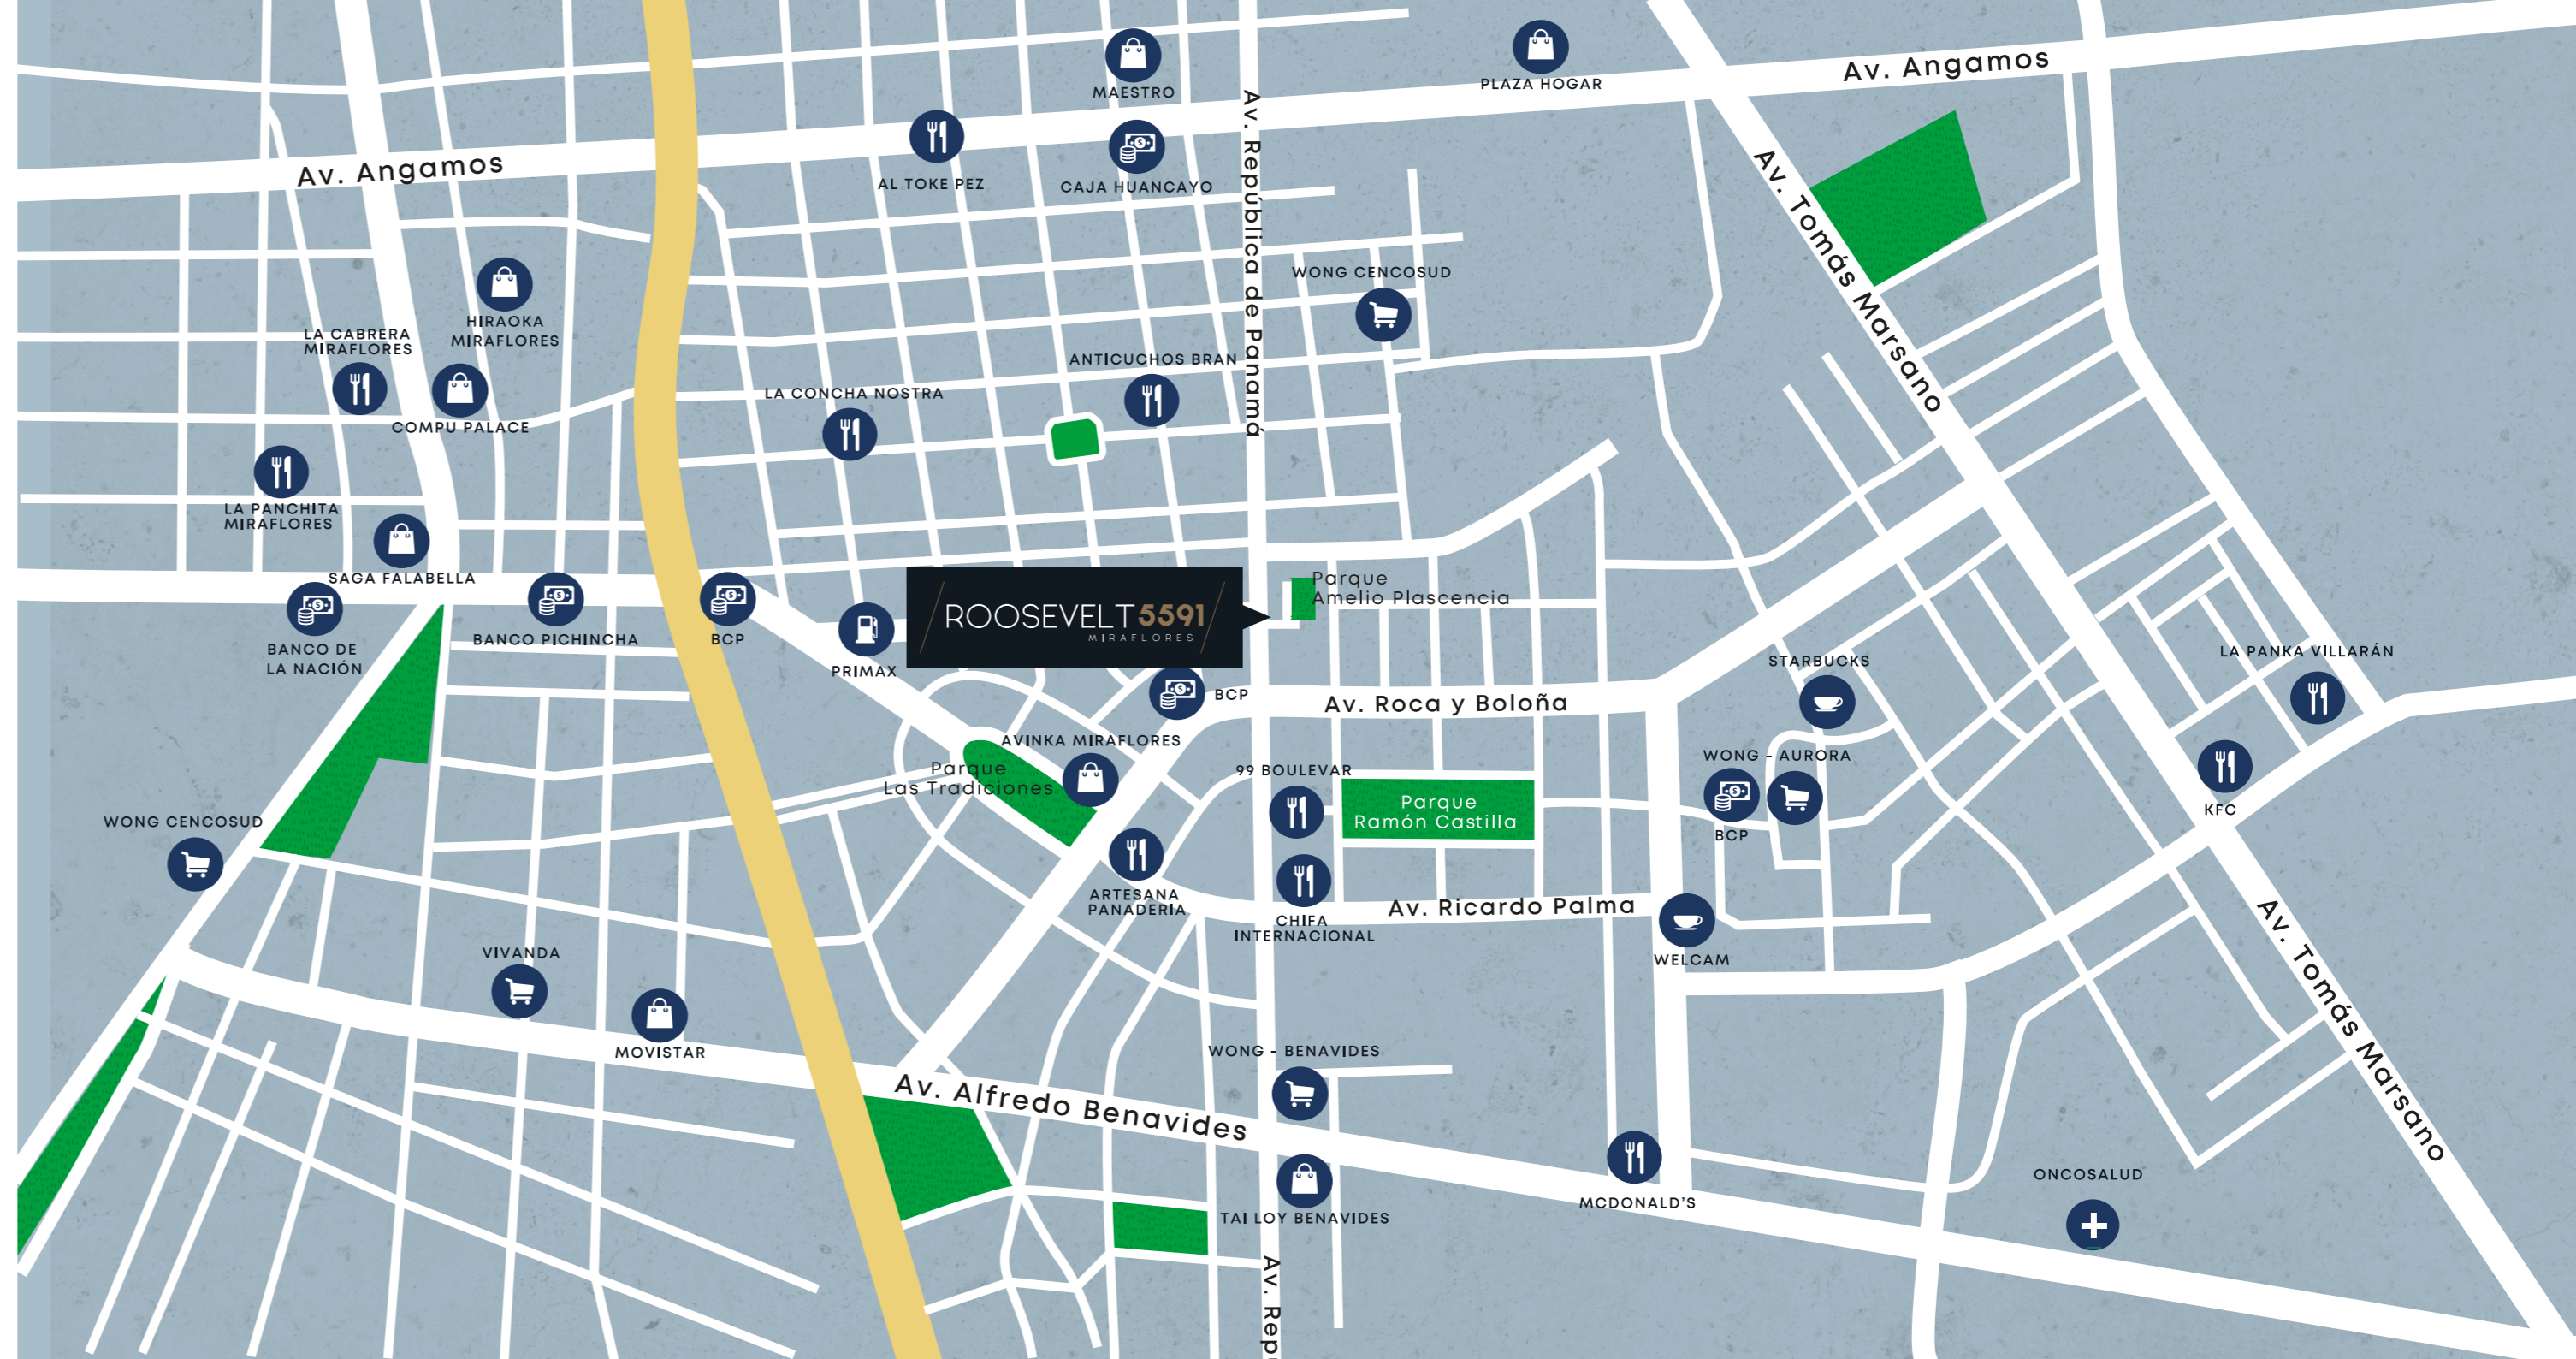 PLAZA HOGAR
Av. Angamos
MAESTRO
Av. Angamos
AL TOKE PEZ
CAJA HUANCAYO
Av. República de Panamá
Av. Tomás Marsano
WONG CENCOSUD
HIRAOKA
MIRAFLORES
LA CABRERA
MIRAFLORES
COMPU PALACE
LA CONCHA NOSTRA
ANTICUCHOS BRAN
LA PANCHITA
MIRAFLORES
SAGA FALABELLA
BANCO DE
LA NACIÓN
BANCO PICHINCHA
BCP
PRIMAX
ROOSEVELT 5591
MIRAFLORES
Parque
Amelio Plascencia
BCP
Av. Roca y Boloña
STARBUCKS
LA PANKA VILLARÁN
AVINKA MIRAFLORES
Parque
Las Tradiciones
99 BOULEVAR
Parque
Ramón Castilla
WONG - AURORA
BCP
KFC
WONG CENCOSUD
ARTESANA
PANADERIA
CHIFA
INTERNACIONAL
Av. Ricardo Palma
WELCAM
VIVANDA
MOVISTAR
Av. Alfredo Benavides
WONG - BENAVIDES
TAI LOY BENAVIDES
MCDONALD'S
ONCOSALUD
Av. Tomás Marsano
Av. Repú